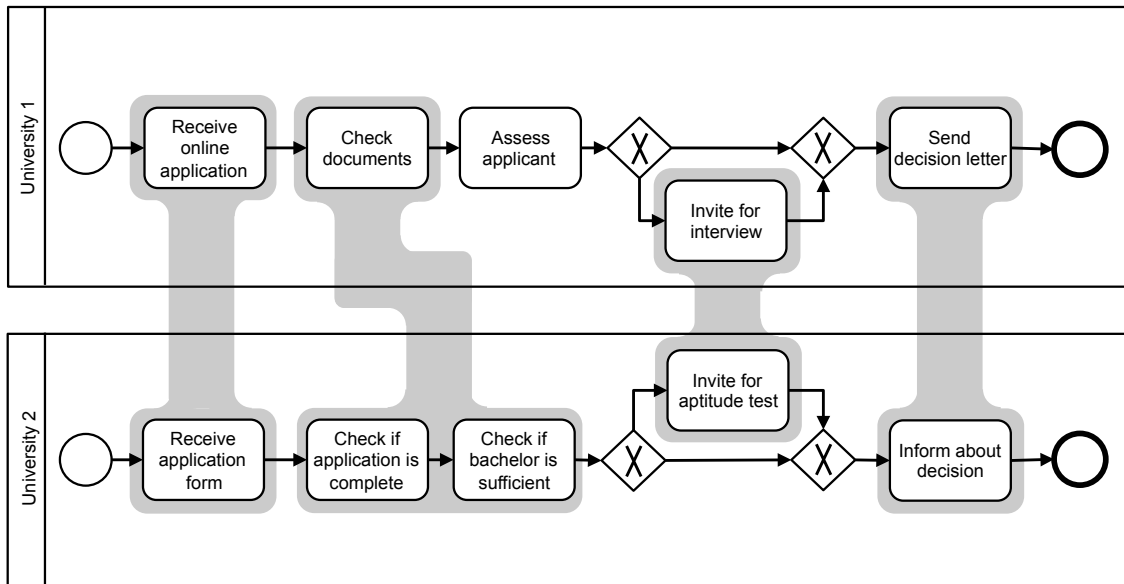 University 1
Receive
online
application
Check
documents
Assess
applicant
X
X
Send
decision letter
Invite for
interview
University 2
Invite for
aptitude test
Receive
application
form
Check if
application is
complete
Check if
bachelor is
sufficient
X
X
Inform about
decision